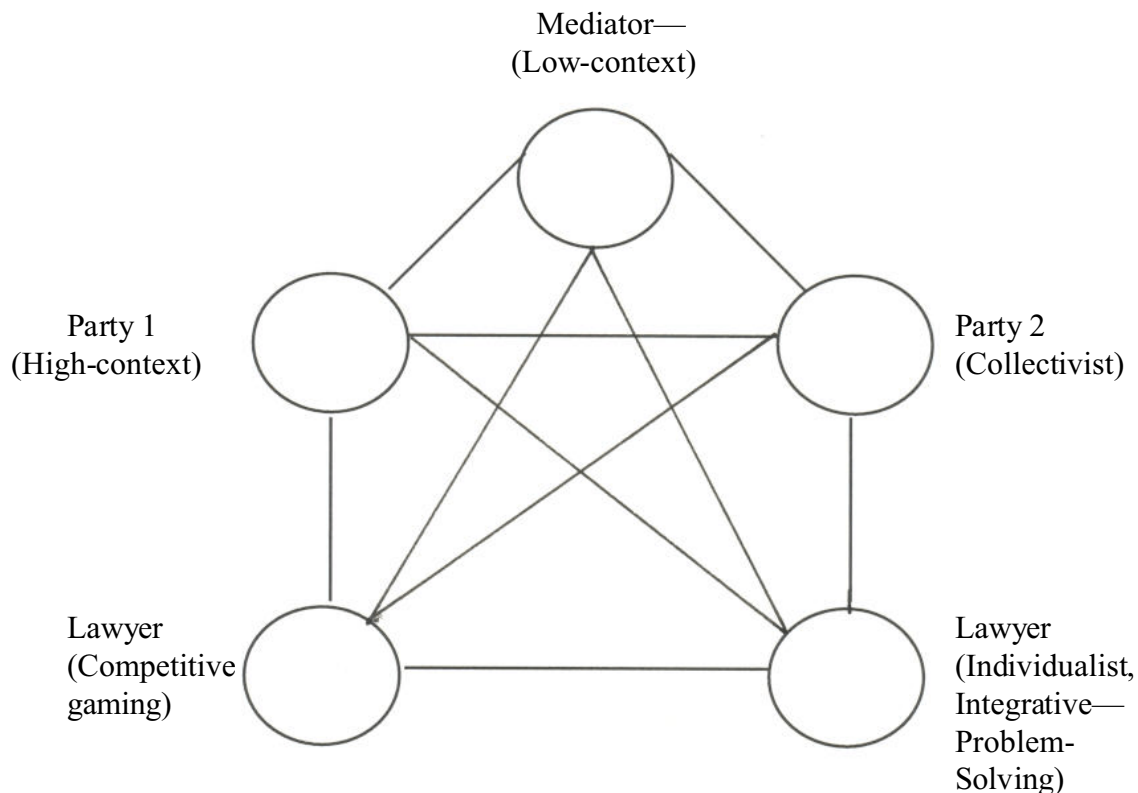 Mediator—
(Low-context)
Party 1
(High-context)
Party 2
(Collectivist)
Lawyer
(Competitive
gaming)
Lawyer
(Individualist,
Integrative—
Problem-
Solving)